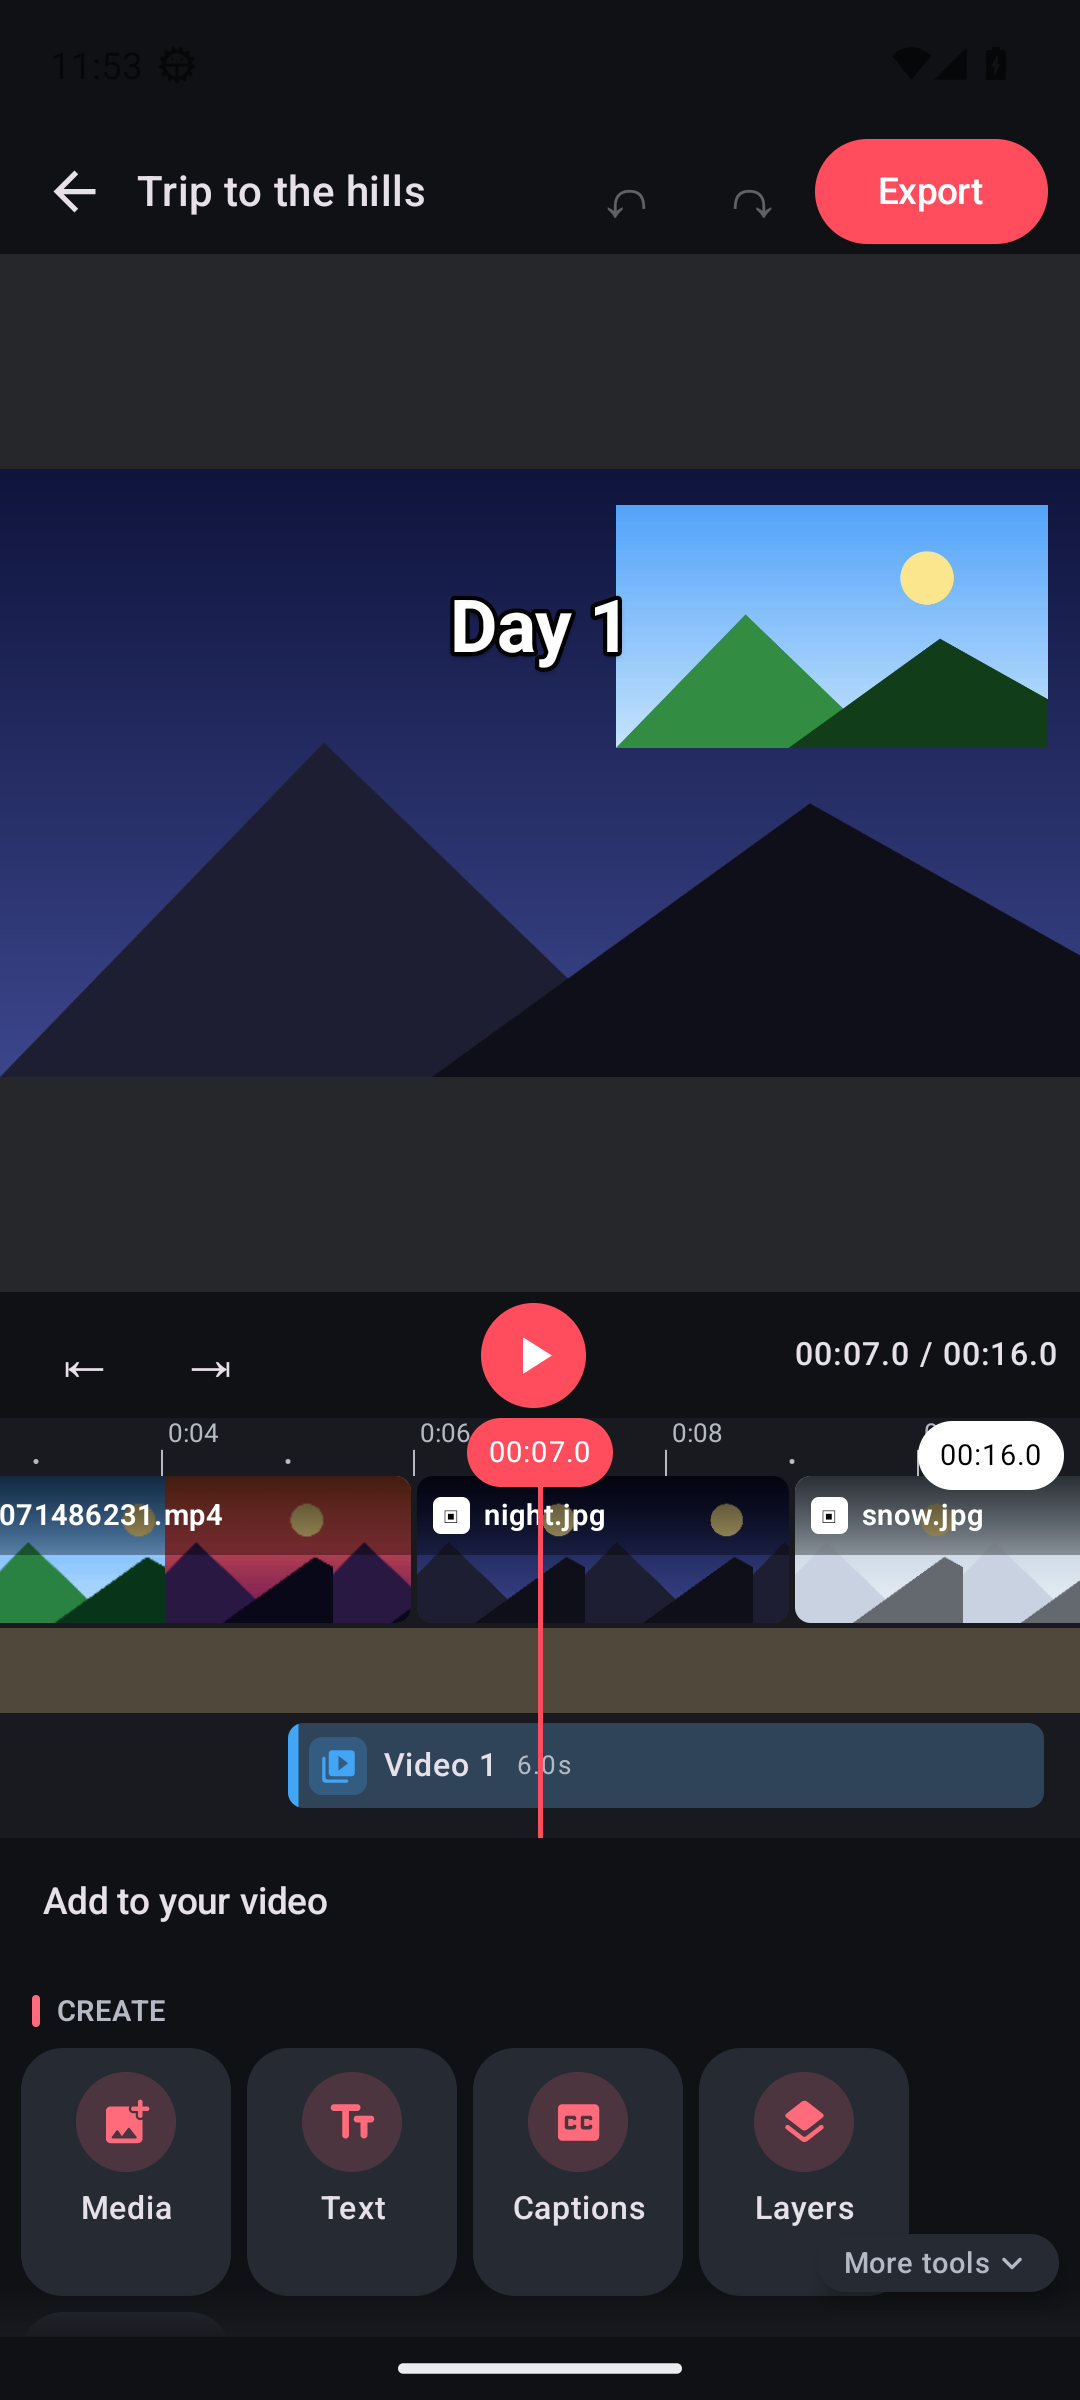 11:53
Trip to the hills
Export
Day 1
00:07.0 / 00:16.0
0:04
0:06
00:07.0
0:08
00:16.0
071486231.mp4
night.jpg
snow.jpg
Video 1 6.0s
Add to your video
CREATE
Media
Text
CC
Captions
Layers
More tools